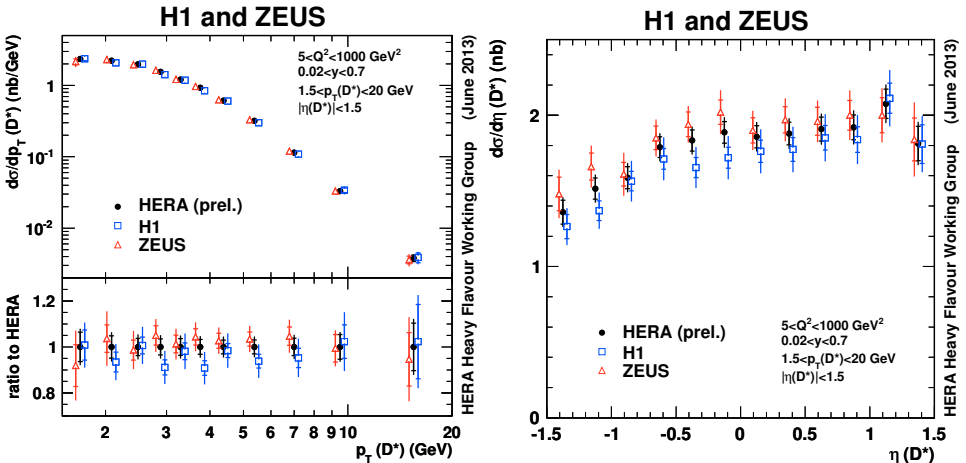 H1 and ZEUS
dσ/dp_T (D*) (nb/GeV)
1
10⁻¹
10⁻²
5<Q²<1000 GeV²
0.02<y<0.7
1.5<p_T(D*)<20 GeV
|η(D*)|<1.5
HERA (prel.)
H1
ZEUS
ratio to HERA
1.2
1
0.8
2 3 4 5 6 7 8 9 10 20
p_T (D*) (GeV)
HERA Heavy Flavour Working Group (June 2013)
H1 and ZEUS
dσ/dη (D*) (nb)
2
1
0
HERA (prel.)
H1
ZEUS
5<Q²<1000 GeV²
0.02<y<0.7
1.5<p_T(D*)<20 GeV
|η(D*)|<1.5
-1.5 -1 -0.5 0 0.5 1 1.5
η (D*)
HERA Heavy Flavour Working Group (June 2013)